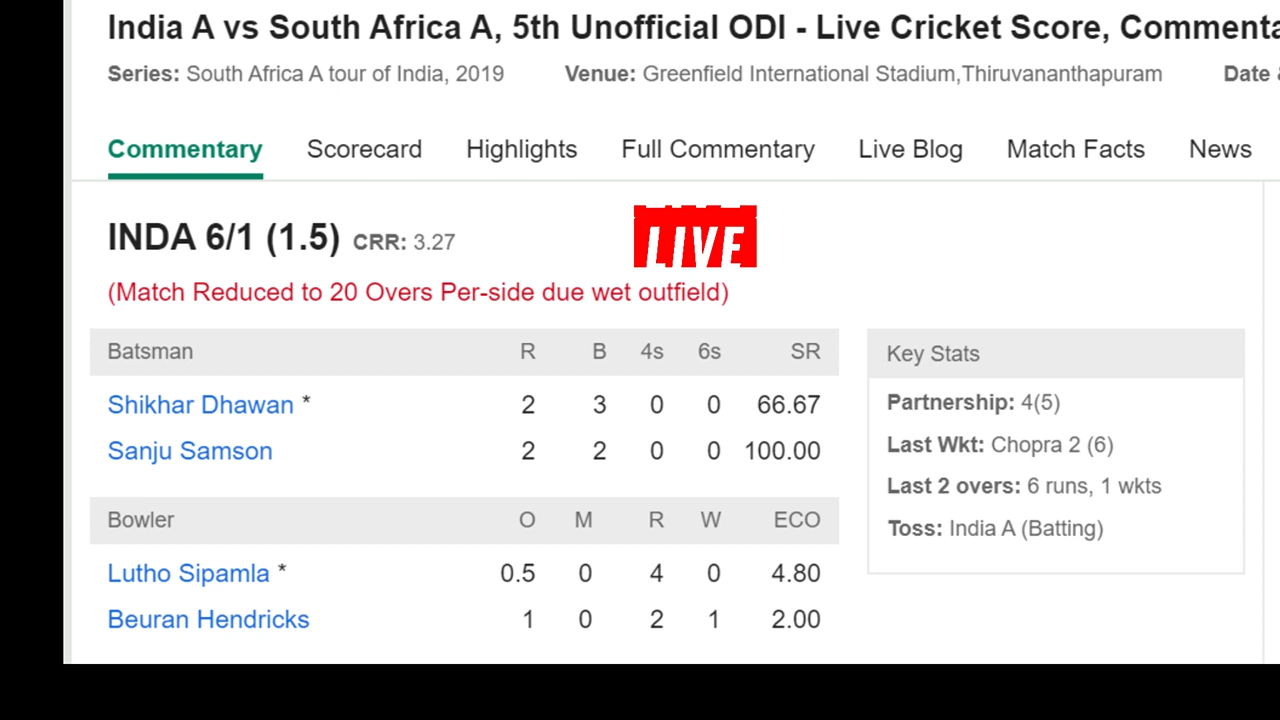 India A vs South Africa A, 5th Unofficial ODI - Live Cricket Score, Commenta
Series: South Africa A tour of India, 2019 Venue: Greenfield International Stadium,Thiruvananthapuram Date &
Commentary Scorecard Highlights Full Commentary Live Blog Match Facts News
INDA 6/1 (1.5) CRR: 3.27 LIVE
(Match Reduced to 20 Overs Per-side due wet outfield)
Batsman R B 4s 6s SR
Shikhar Dhawan * 2 3 0 0 66.67
Sanju Samson 2 2 0 0 100.00
Bowler O M R W ECO
Lutho Sipamla * 0.5 0 4 0 4.80
Beuran Hendricks 1 0 2 1 2.00
Key Stats
Partnership: 4(5)
Last Wkt: Chopra 2 (6)
Last 2 overs: 6 runs, 1 wkts
Toss: India A (Batting)